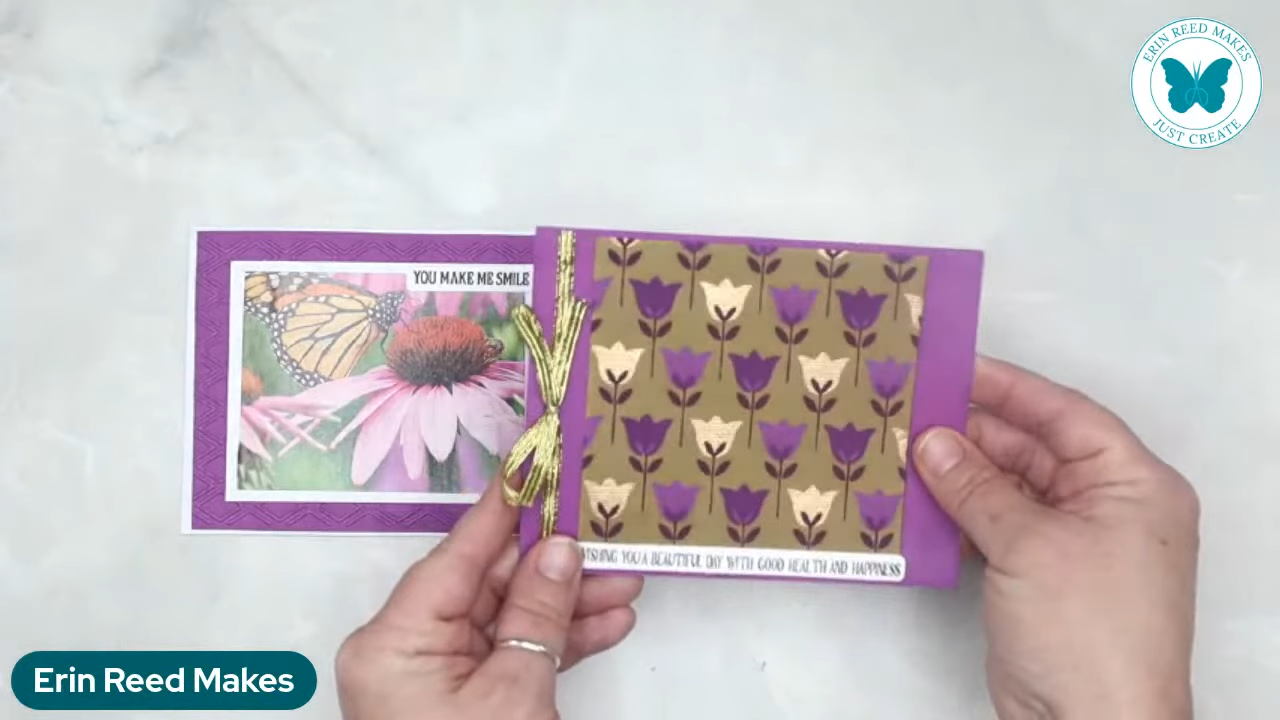 ERIN REED MAKES
JUST CREATE
YOU MAKE ME SMILE
WISHING YOU A BEAUTIFUL DAY WITH GOOD HEALTH AND HAPPINESS
Erin Reed Makes